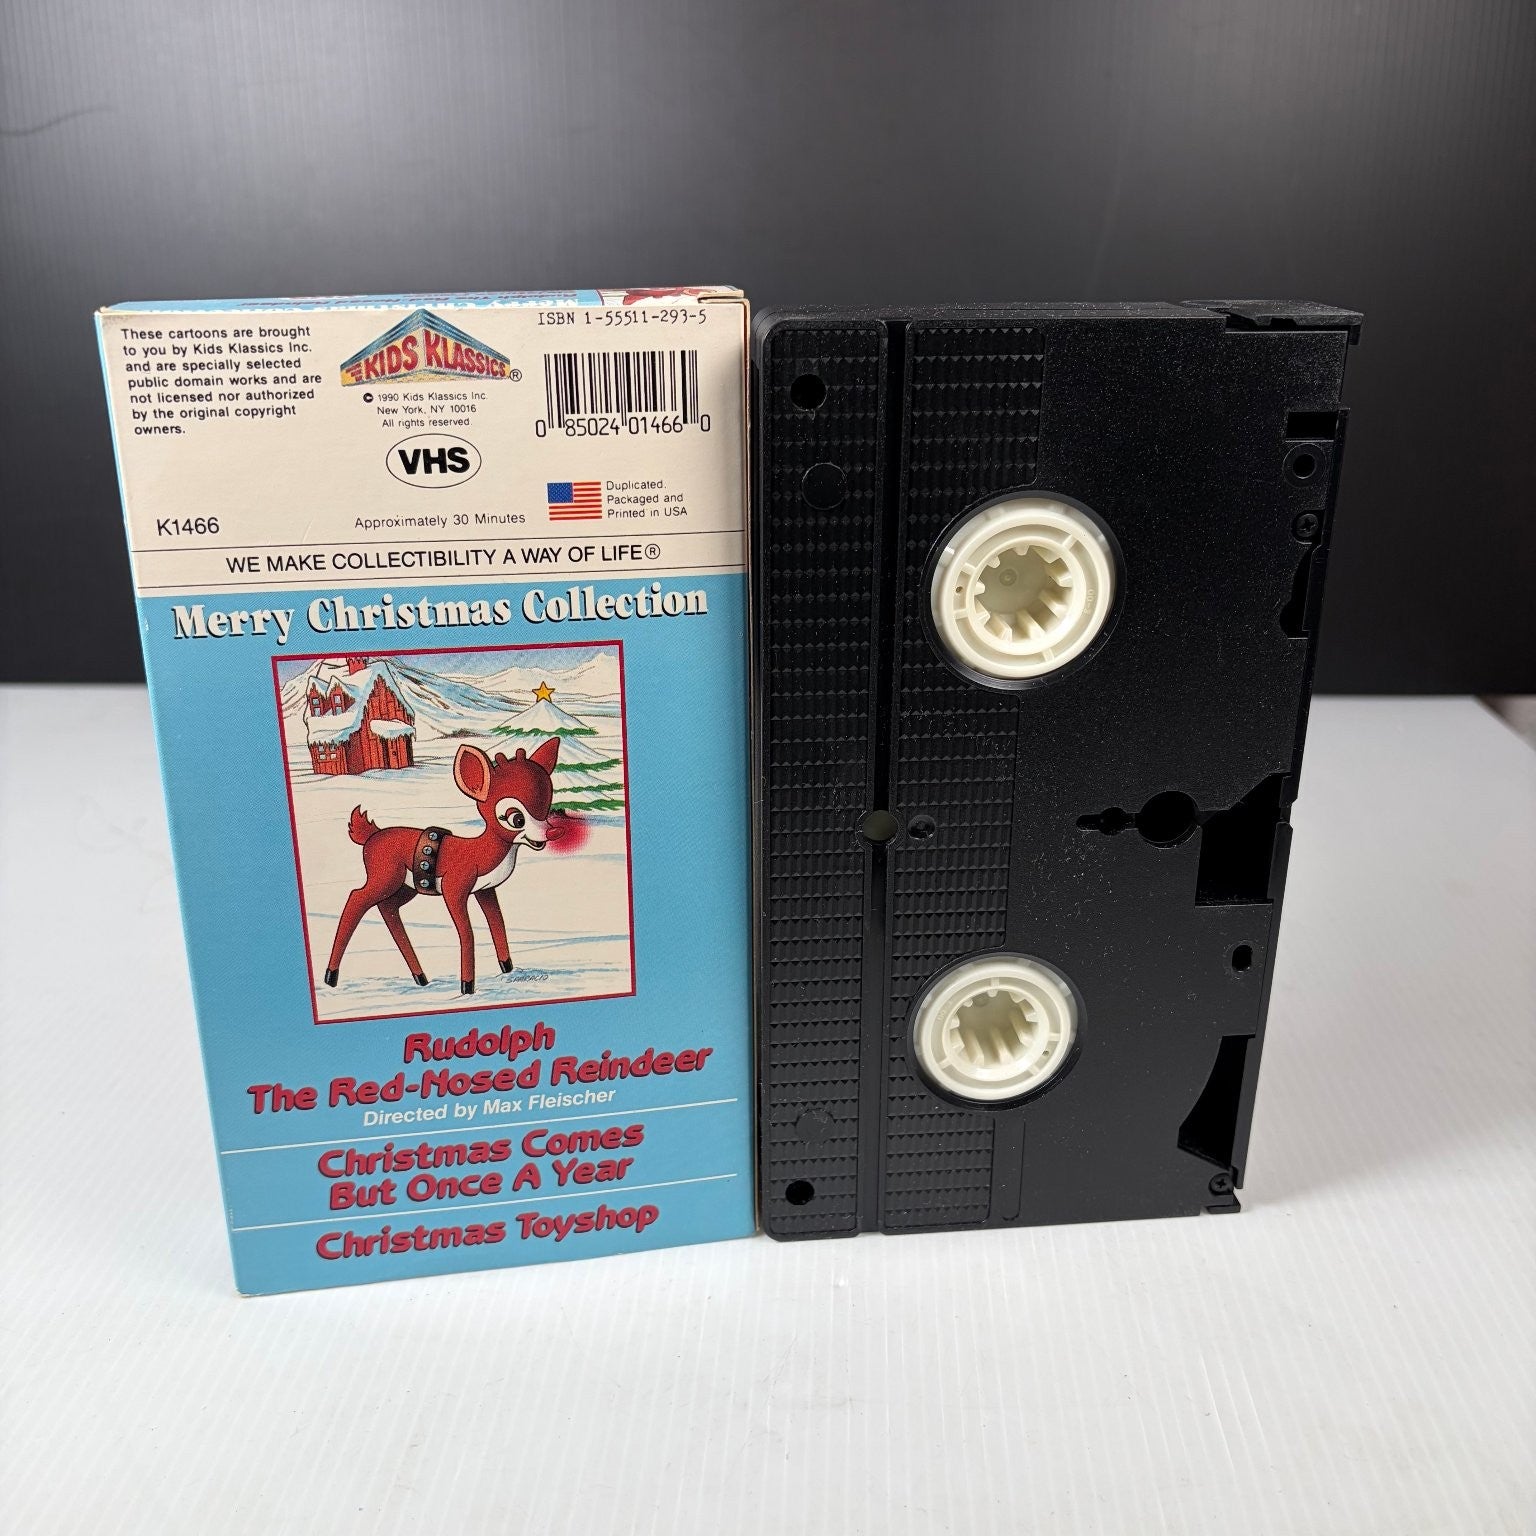 These cartoons are brought
to you by Kids Klassics Inc.
and are specially selected
public domain works and are
not licensed nor authorized
by the original copyright
owners.
K1466
KIDS KLASSICS®
© 1990 Kids Klassics Inc.
New York, NY 10016
All rights reserved.
VHS
Approximately 30 Minutes
ISBN 1-55511-293-5
0 85024 01466 0
Duplicated.
Packaged and
Printed in USA
WE MAKE COLLECTIBILITY A WAY OF LIFE®
Merry Christmas Collection
Rudolph
The Red-Nosed Reindeer
Directed by Max Fleischer
Christmas Comes
But Once A Year
Christmas Toyshop